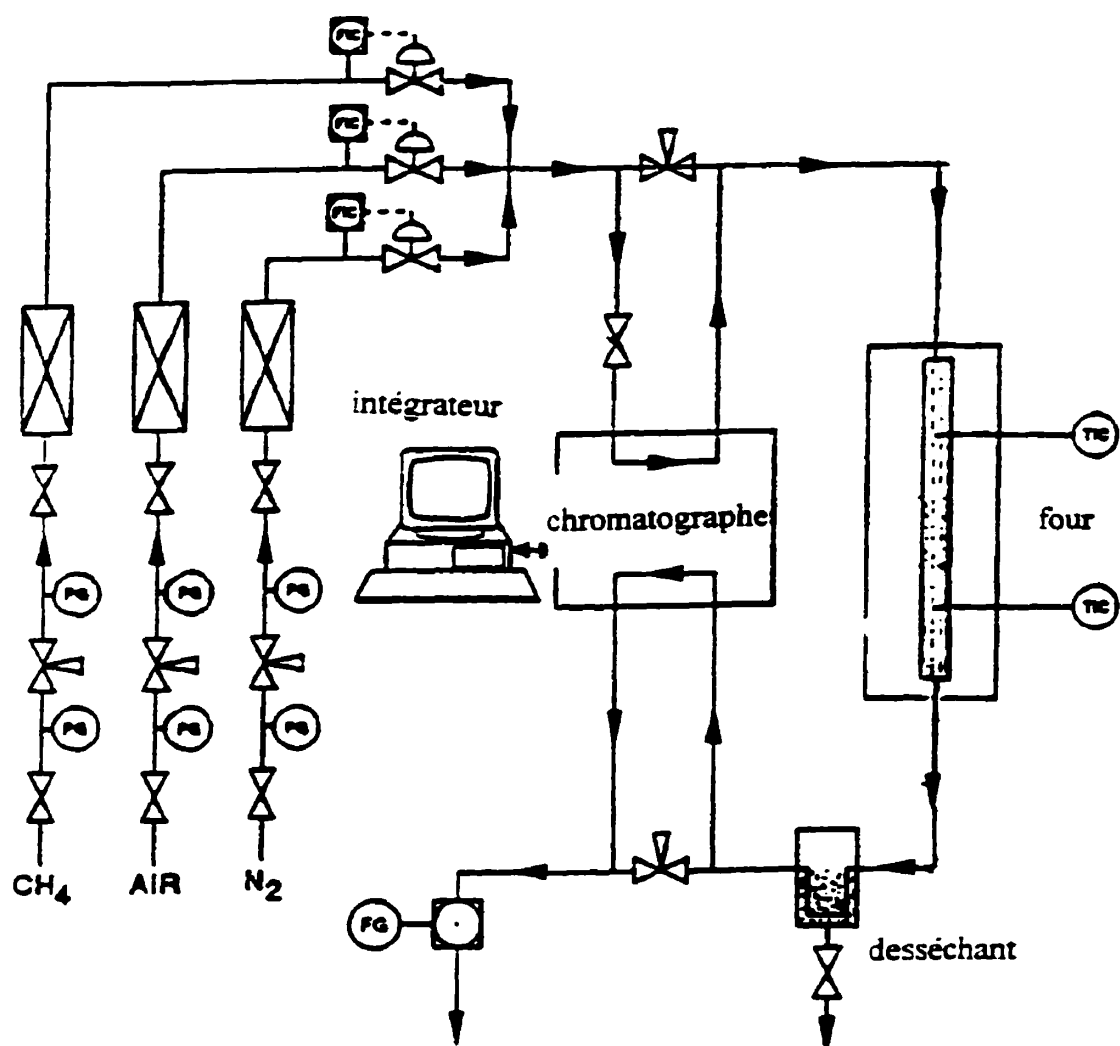 FIC
FIC
FIC
intégrateur
chromatographe
TIC
four
TIC
PG
PG
PG
PG
PG
PG
CH4
AIR
N2
FG
desséchant